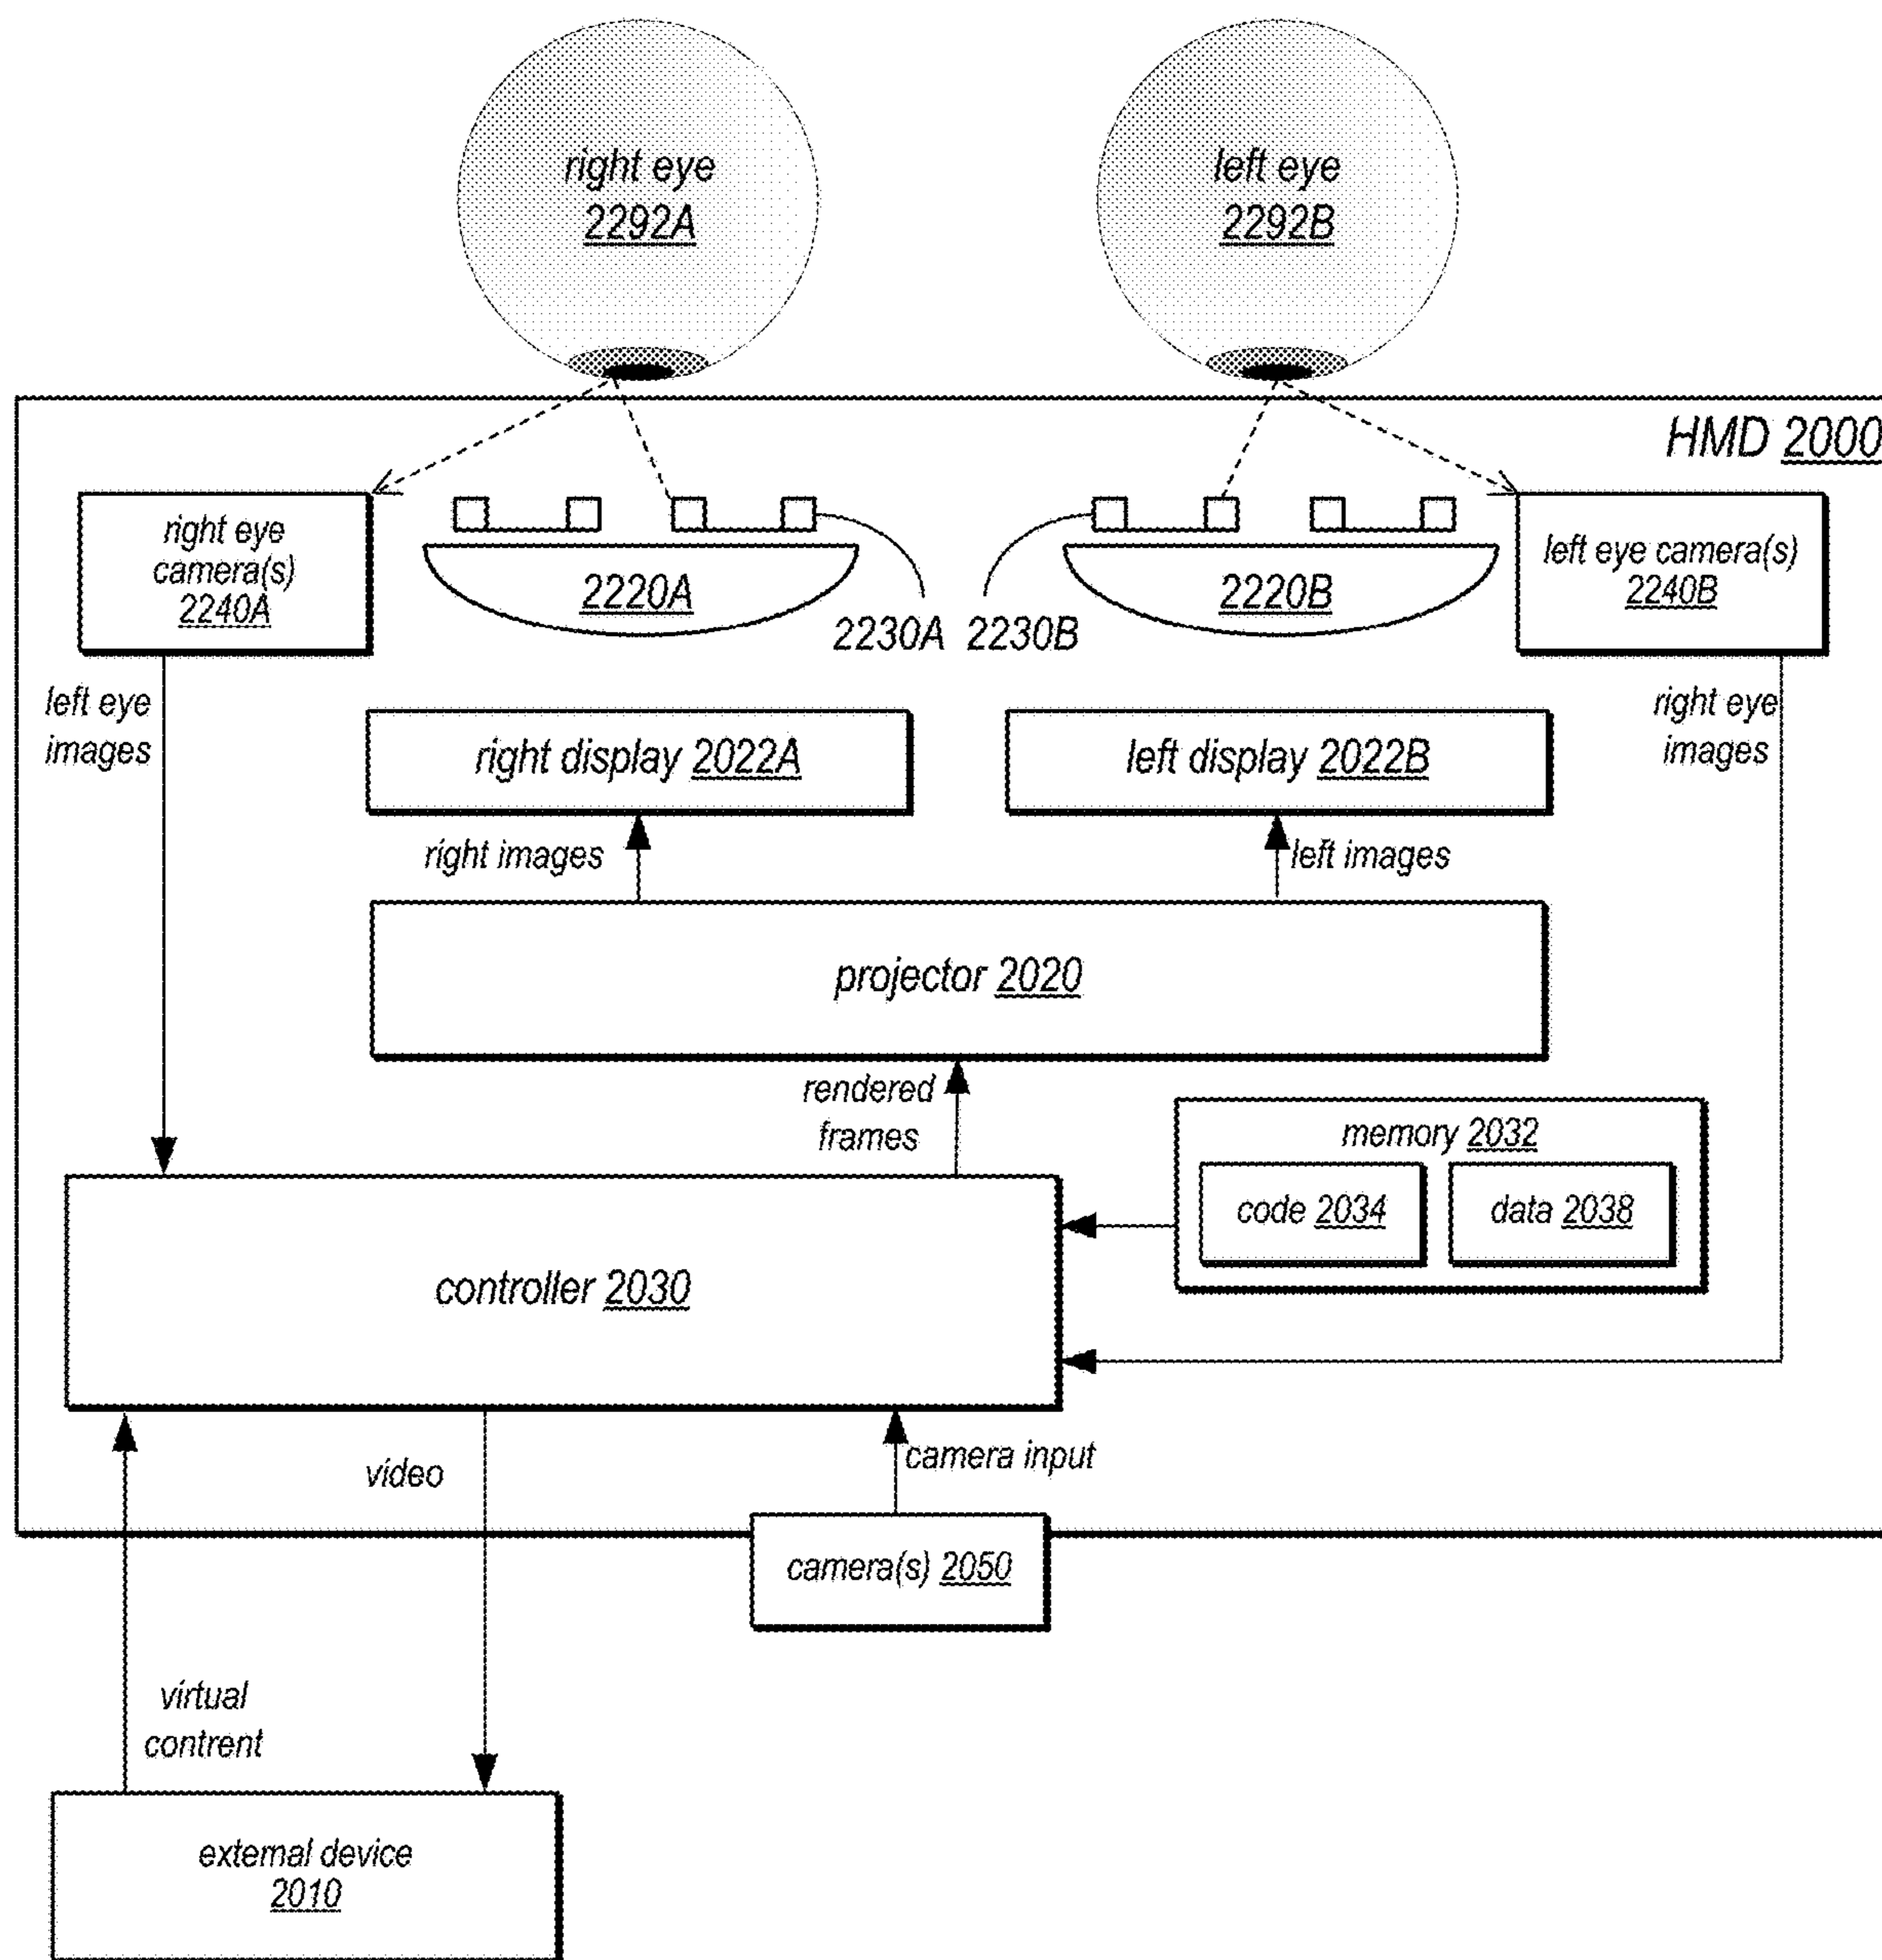 right eye
2292A
left eye
2292B
HMD 2000
right eye
camera(s)
2240A
2220A
2230A
2230B
2220B
left eye camera(s)
2240B
left eye
images
right display 2022A
left display 2022B
right eye
images
right images
left images
projector 2020
rendered
frames
memory 2032
code 2034
data 2038
controller 2030
video
camera input
camera(s) 2050
virtual
contrent
external device
2010